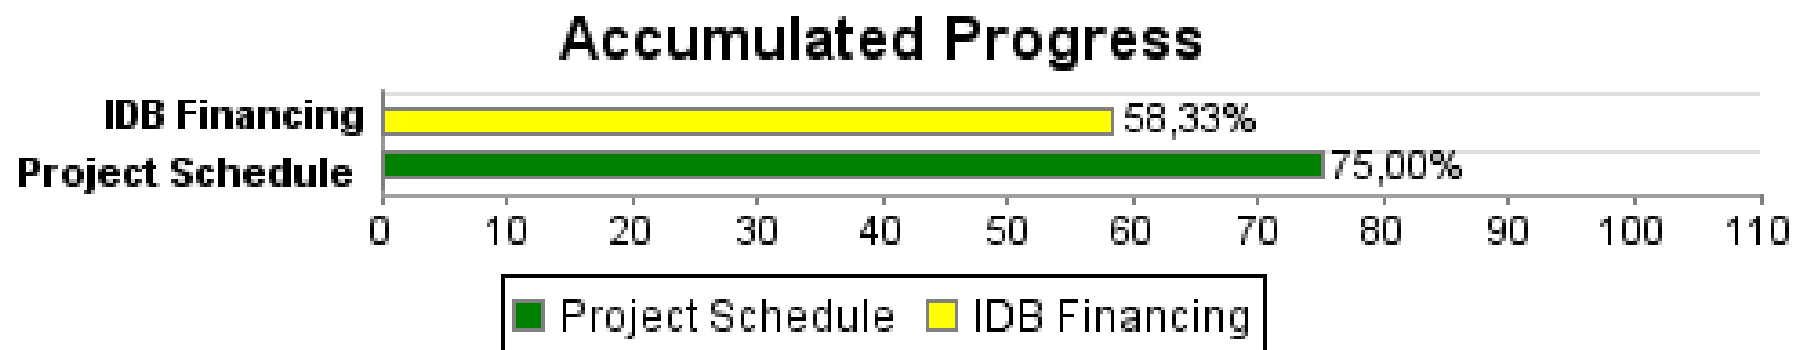 Accumulated Progress
IDB Financing
58,33%
Project Schedule
75,00%
0 10 20 30 40 50 60 70 80 90 100 110
Project Schedule IDB Financing